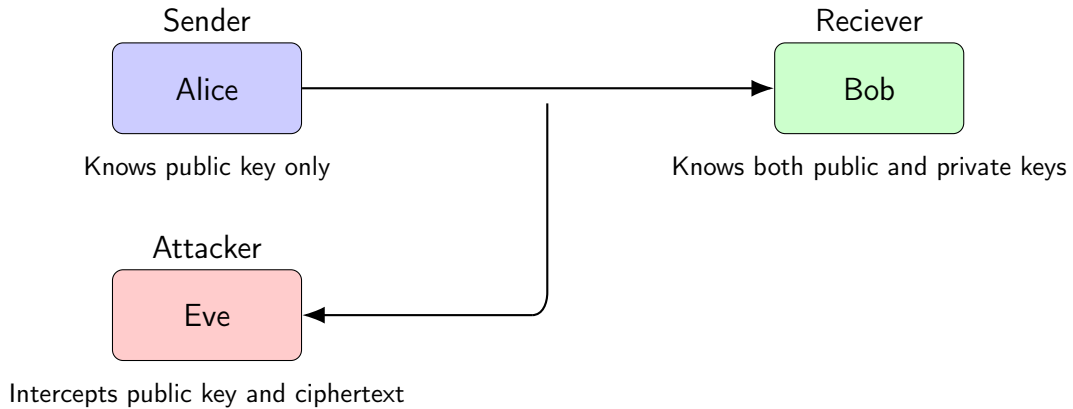 Sender
Reciever
Alice
Bob
Knows public key only
Knows both public and private keys
Attacker
Eve
Intercepts public key and ciphertext